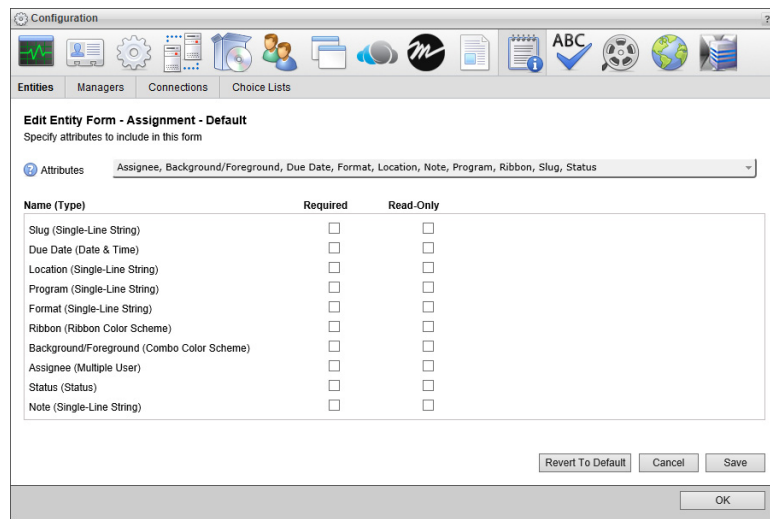 Configuration
?
ABC
Entities Managers Connections Choice Lists
Edit Entity Form - Assignment - Default
Specify attributes to include in this form
? Attributes Assignee, Background/Foreground, Due Date, Format, Location, Note, Program, Ribbon, Slug, Status
Name (Type) Required Read-Only
Slug (Single-Line String)
Due Date (Date & Time)
Location (Single-Line String)
Program (Single-Line String)
Format (Single-Line String)
Ribbon (Ribbon Color Scheme)
Background/Foreground (Combo Color Scheme)
Assignee (Multiple User)
Status (Status)
Note (Single-Line String)
Revert To Default Cancel Save
OK